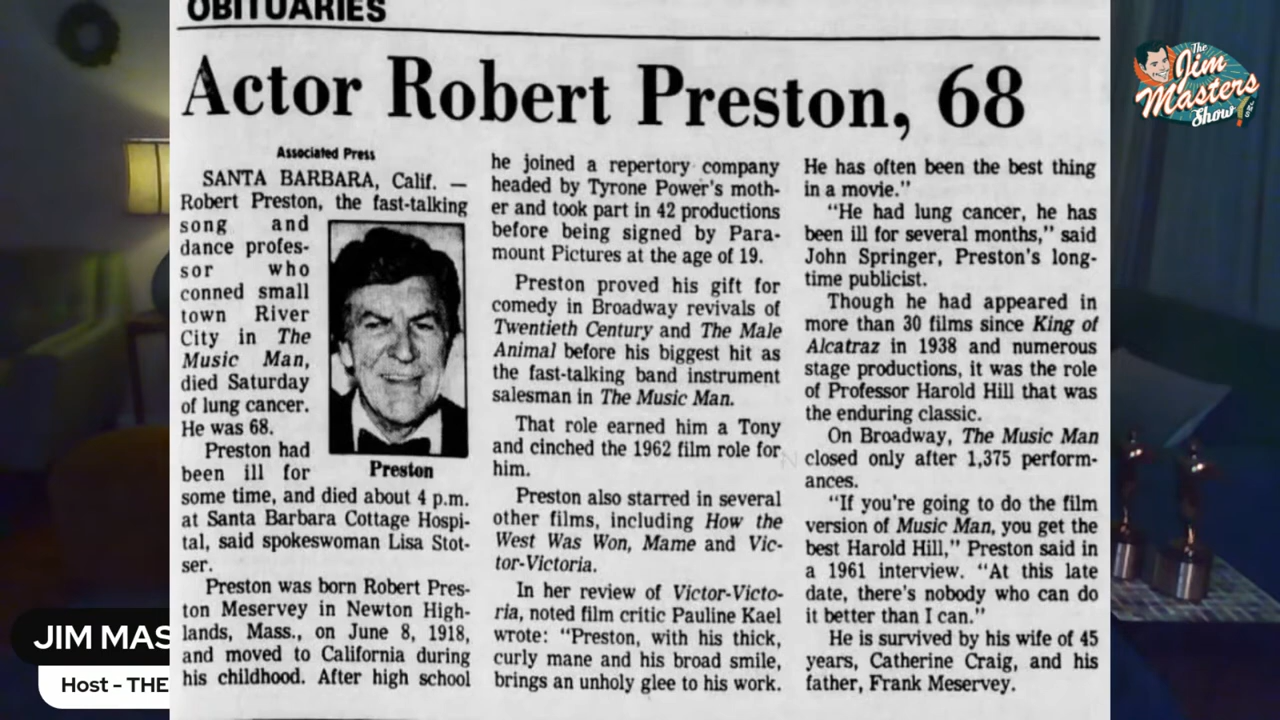 OBITUARIES
Actor Robert Preston, 68
Associated Press
SANTA BARBARA, Calif. —
Robert Preston, the fast-talking
song and
dance profes-
sor who
conned small
town River
City in The
Music Man,
died Saturday
of lung cancer.
He was 68.
Preston had
been ill for
some time, and died about 4 p.m.
at Santa Barbara Cottage Hospi-
tal, said spokeswoman Lisa Stot-
ser.
Preston was born Robert Pres-
ton Meservey in Newton High-
lands, Mass., on June 8, 1918,
and moved to California during
his childhood. After high school
Preston
he joined a repertory company
headed by Tyrone Power's moth-
er and took part in 42 productions
before being signed by Para-
mount Pictures at the age of 19.
Preston proved his gift for
comedy in Broadway revivals of
Twentieth Century and The Male
Animal before his biggest hit as
the fast-talking band instrument
salesman in The Music Man.
That role earned him a Tony
and cinched the 1962 film role for
him.
Preston also starred in several
other films, including How the
West Was Won, Mame and Vic-
tor-Victoria.
In her review of Victor-Victo-
ria, noted film critic Pauline Kael
wrote: “Preston, with his thick,
curly mane and his broad smile,
brings an unholy glee to his work.
He has often been the best thing
in a movie.”
“He had lung cancer, he has
been ill for several months,” said
John Springer, Preston's long-
time publicist.
Though he had appeared in
more than 30 films since King of
Alcatraz in 1938 and numerous
stage productions, it was the role
of Professor Harold Hill that was
the enduring classic.
On Broadway, The Music Man
closed only after 1,375 perform-
ances.
“If you're going to do the film
version of Music Man, you get the
best Harold Hill,” Preston said in
a 1961 interview. “At this late
date, there's nobody who can do
it better than I can.”
He is survived by his wife of 45
years, Catherine Craig, and his
father, Frank Meservey.
The
Jim
Masters
Show
JIM MAS
Host - THE